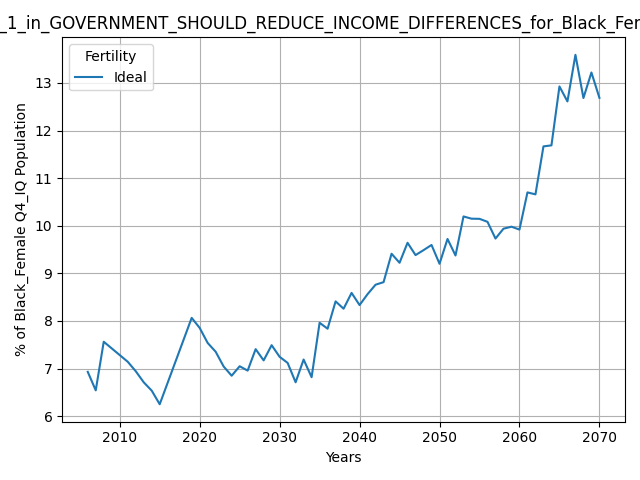 _1_in_GOVERNMENT_SHOULD_REDUCE_INCOME_DIFFERENCES_for_Black_Fe
Fertility
Ideal
% of Black_Female Q4_IQ Population
13
12
11
10
9
8
7
6
2010 2020 2030 2040 2050 2060 2070
Years